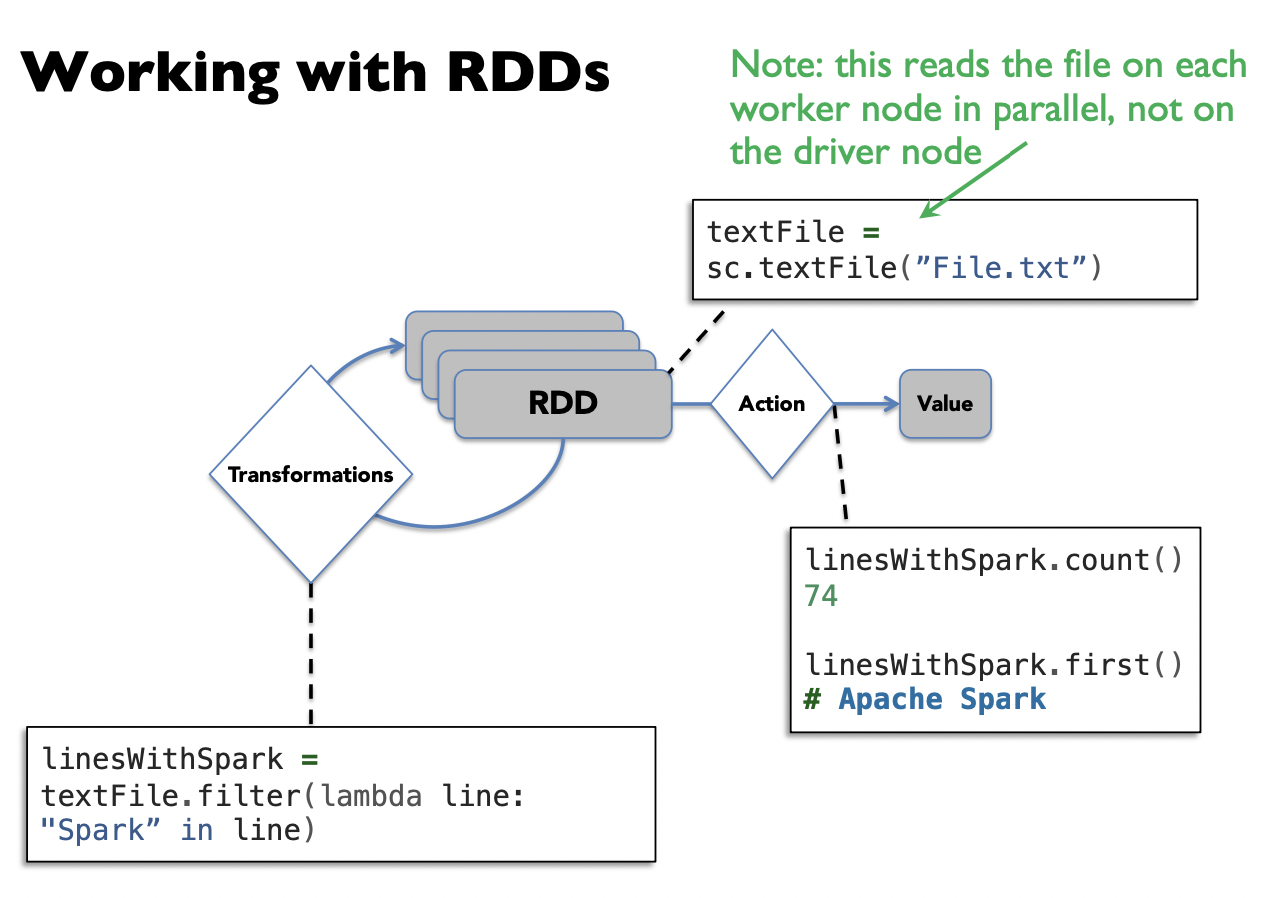 Working with RDDs
Note: this reads the file on each
worker node in parallel, not on
the driver node
textFile =
sc.textFile(”File.txt”)
RDD
Action
Value
Transformations
linesWithSpark.count()
74
linesWithSpark.first()
# Apache Spark
linesWithSpark =
textFile.filter(lambda line:
"Spark” in line)